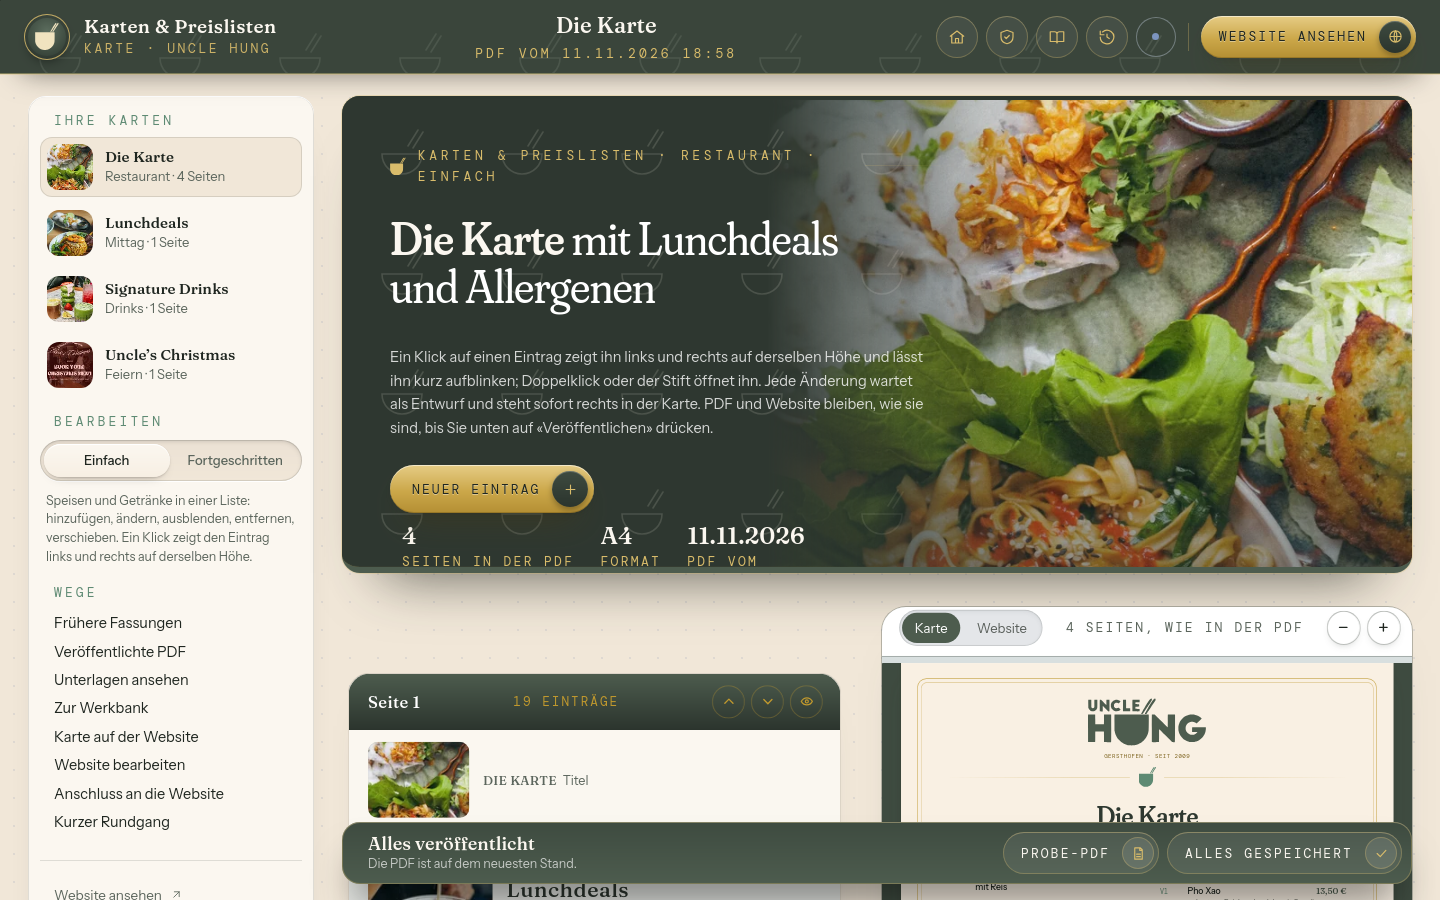 Karten & Preislisten
KARTE · UNCLE HUNG
Die Karte
PDF VOM 11.11.2026 18:58
WEBSITE ANSEHEN
IHRE KARTEN
Die Karte
Restaurant · 4 Seiten
Lunchdeals
Mittag · 1 Seite
Signature Drinks
Drinks · 1 Seite
Uncle’s Christmas
Feiern · 1 Seite
BEARBEITEN
Einfach
Fortgeschritten
Speisen und Getränke in einer Liste:
hinzufügen, ändern, ausblenden, entfernen,
verschieben. Ein Klick zeigt den Eintrag
links und rechts auf derselben Höhe.
WEGE
Frühere Fassungen
Veröffentlichte PDF
Unterlagen ansehen
Zur Werkbank
Karte auf der Website
Website bearbeiten
Anschluss an die Website
Kurzer Rundgang
Website ansehen
KARTEN & PREISLISTEN · RESTAURANT ·
EINFACH
Die Karte mit Lunchdeals
und Allergenen
Ein Klick auf einen Eintrag zeigt ihn links und rechts auf derselben Höhe und lässt
ihn kurz aufblinken; Doppelklick oder der Stift öffnet ihn. Jede Änderung wartet
als Entwurf und steht sofort rechts in der Karte. PDF und Website bleiben, wie sie
sind, bis Sie unten auf «Veröffentlichen» drücken.
NEUER EINTRAG
4
SEITEN IN DER PDF
A4
FORMAT
11.11.2026
PDF VOM
Seite 1
19 EINTRÄGE
DIE KARTE Titel
Lunchdeals
Karte
Website
4 SEITEN, WIE IN DER PDF
UNCLE
HUNG
GERSTHOFEN · SEIT 2009
Die Karte
mit Reis
V1
Pho Xao
13,50 €
Alles veröffentlicht
Die PDF ist auf dem neuesten Stand.
PROBE-PDF
ALLES GESPEICHERT